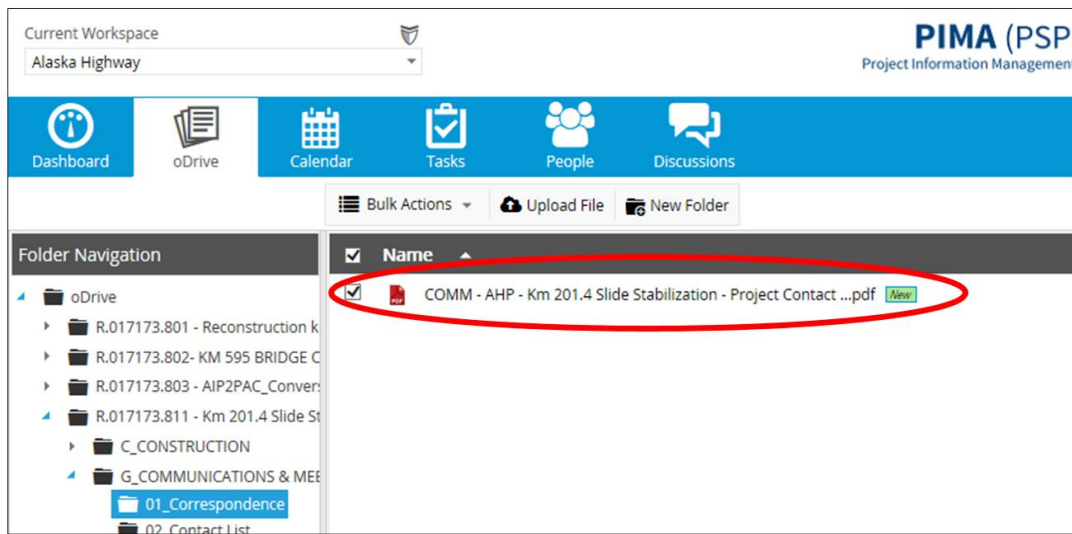 Current Workspace
Alaska Highway
PIMA (PSP
Project Information Management
Dashboard
oDrive
Calendar
Tasks
People
Discussions
Bulk Actions
Upload File
New Folder
Folder Navigation
Name
oDrive
COMM - AHP - Km 201.4 Slide Stabilization - Project Contact ...pdf New
PDF
R.017173.801 - Reconstruction k
R.017173.802- KM 595 BRIDGE C
R.017173.803 - AIP2PAC_Convers
R.017173.811 - Km 201.4 Slide St
C_CONSTRUCTION
G_COMMUNICATIONS & MEE
01_Correspondence
02_Contact List